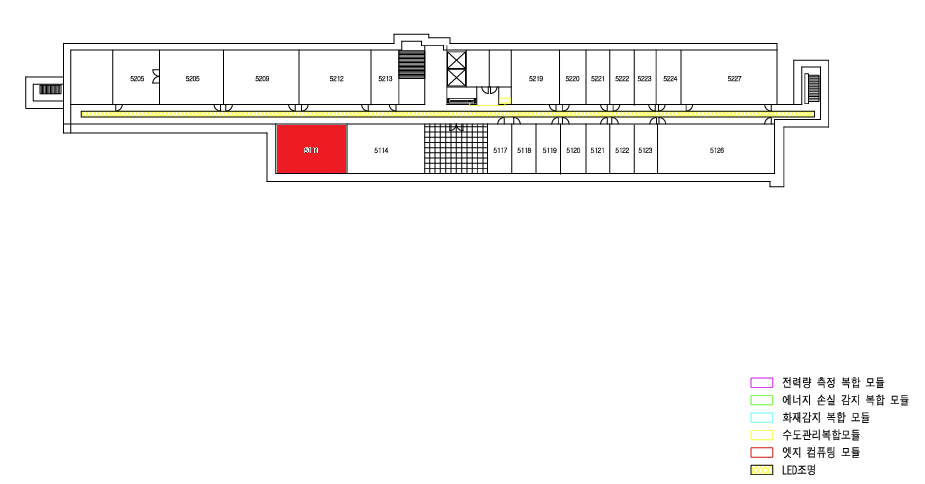 5205 5205 5209 5212 5213 5219 5220 5221 5222 5223 5224 5227
5114 5117 5118 5119 5120 5121 5122 5123 5126
전력량 측정 복합 모듈
에너지 손실 감지 복합 모듈
화재감지 복합 모듈
수도관리복합모듈
엣지 컴퓨팅 모듈
LED조명